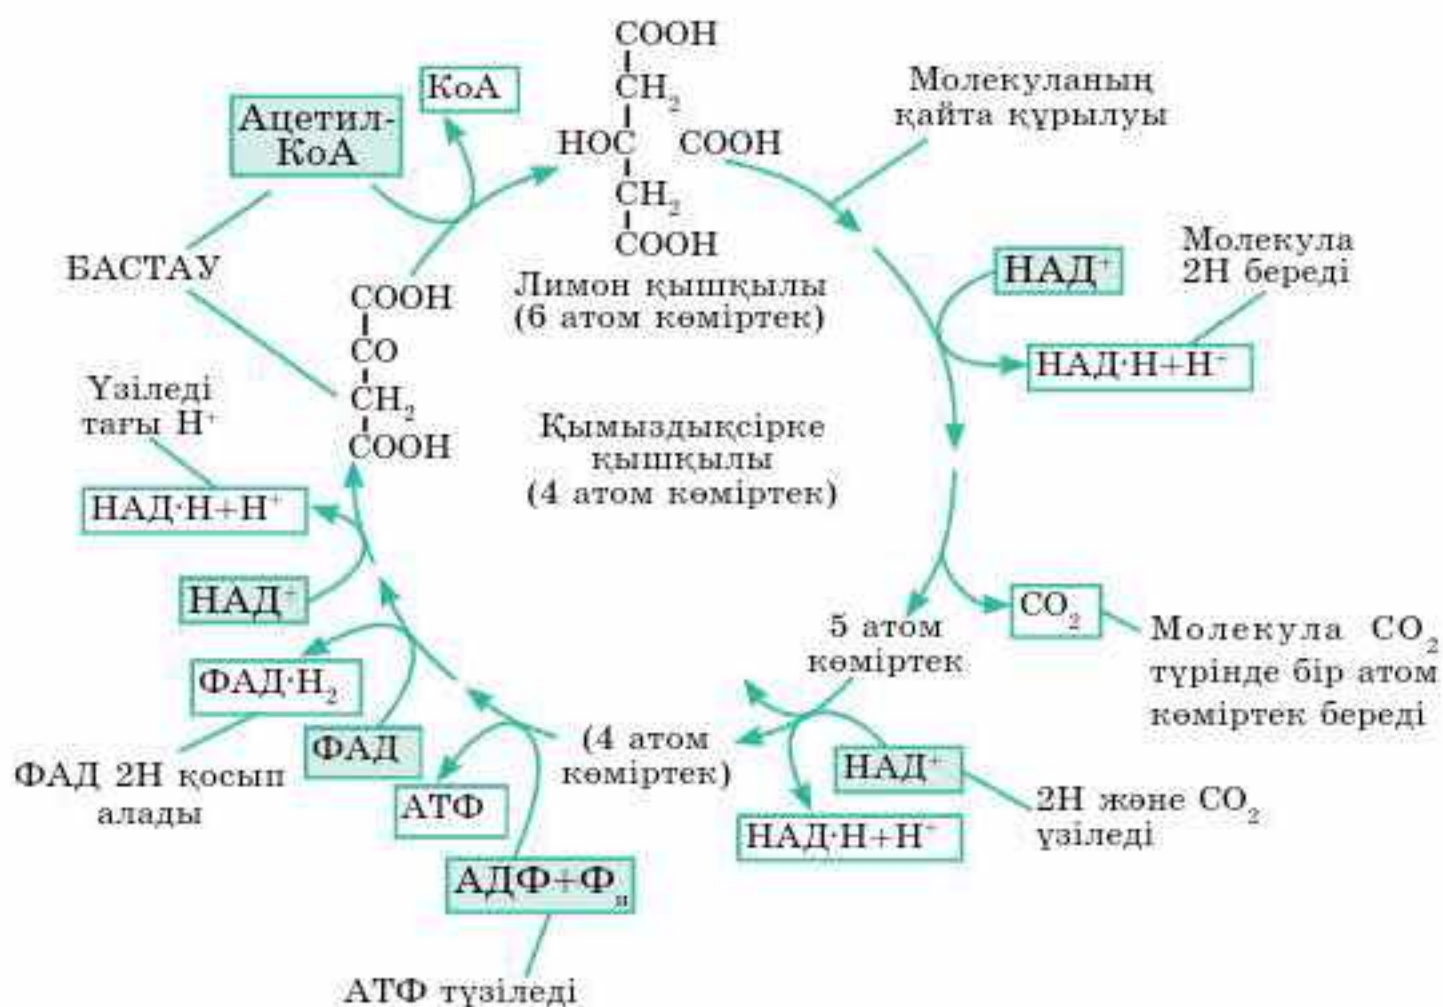 COOH
CH₂
HOC COOH
CH₂
COOH
Лимон қышқылы
(6 атом көміртек)
КоА
Ацетил-
КоА
БАСТАУ
Молекуланың
қайта құрылуы
НАД⁺
Молекула
2Н береді
НАД·Н+Н⁺
COOH
CO
CH₂
COOH
Қымыздықсірке
қышқылы
(4 атом көміртек)
Үзіледі
тағы Н⁺
НАД·Н+Н⁺
НАД⁺
ФАД·Н₂
ФАД
ФАД 2Н қосып
алады
CO₂
Молекула CO₂
түрінде бір атом
көміртек береді
5 атом
көміртек
НАД⁺
2Н және CO₂
үзіледі
НАД·Н+Н⁺
(4 атом
көміртек)
АТФ
АДФ+Фн
АТФ түзіледі